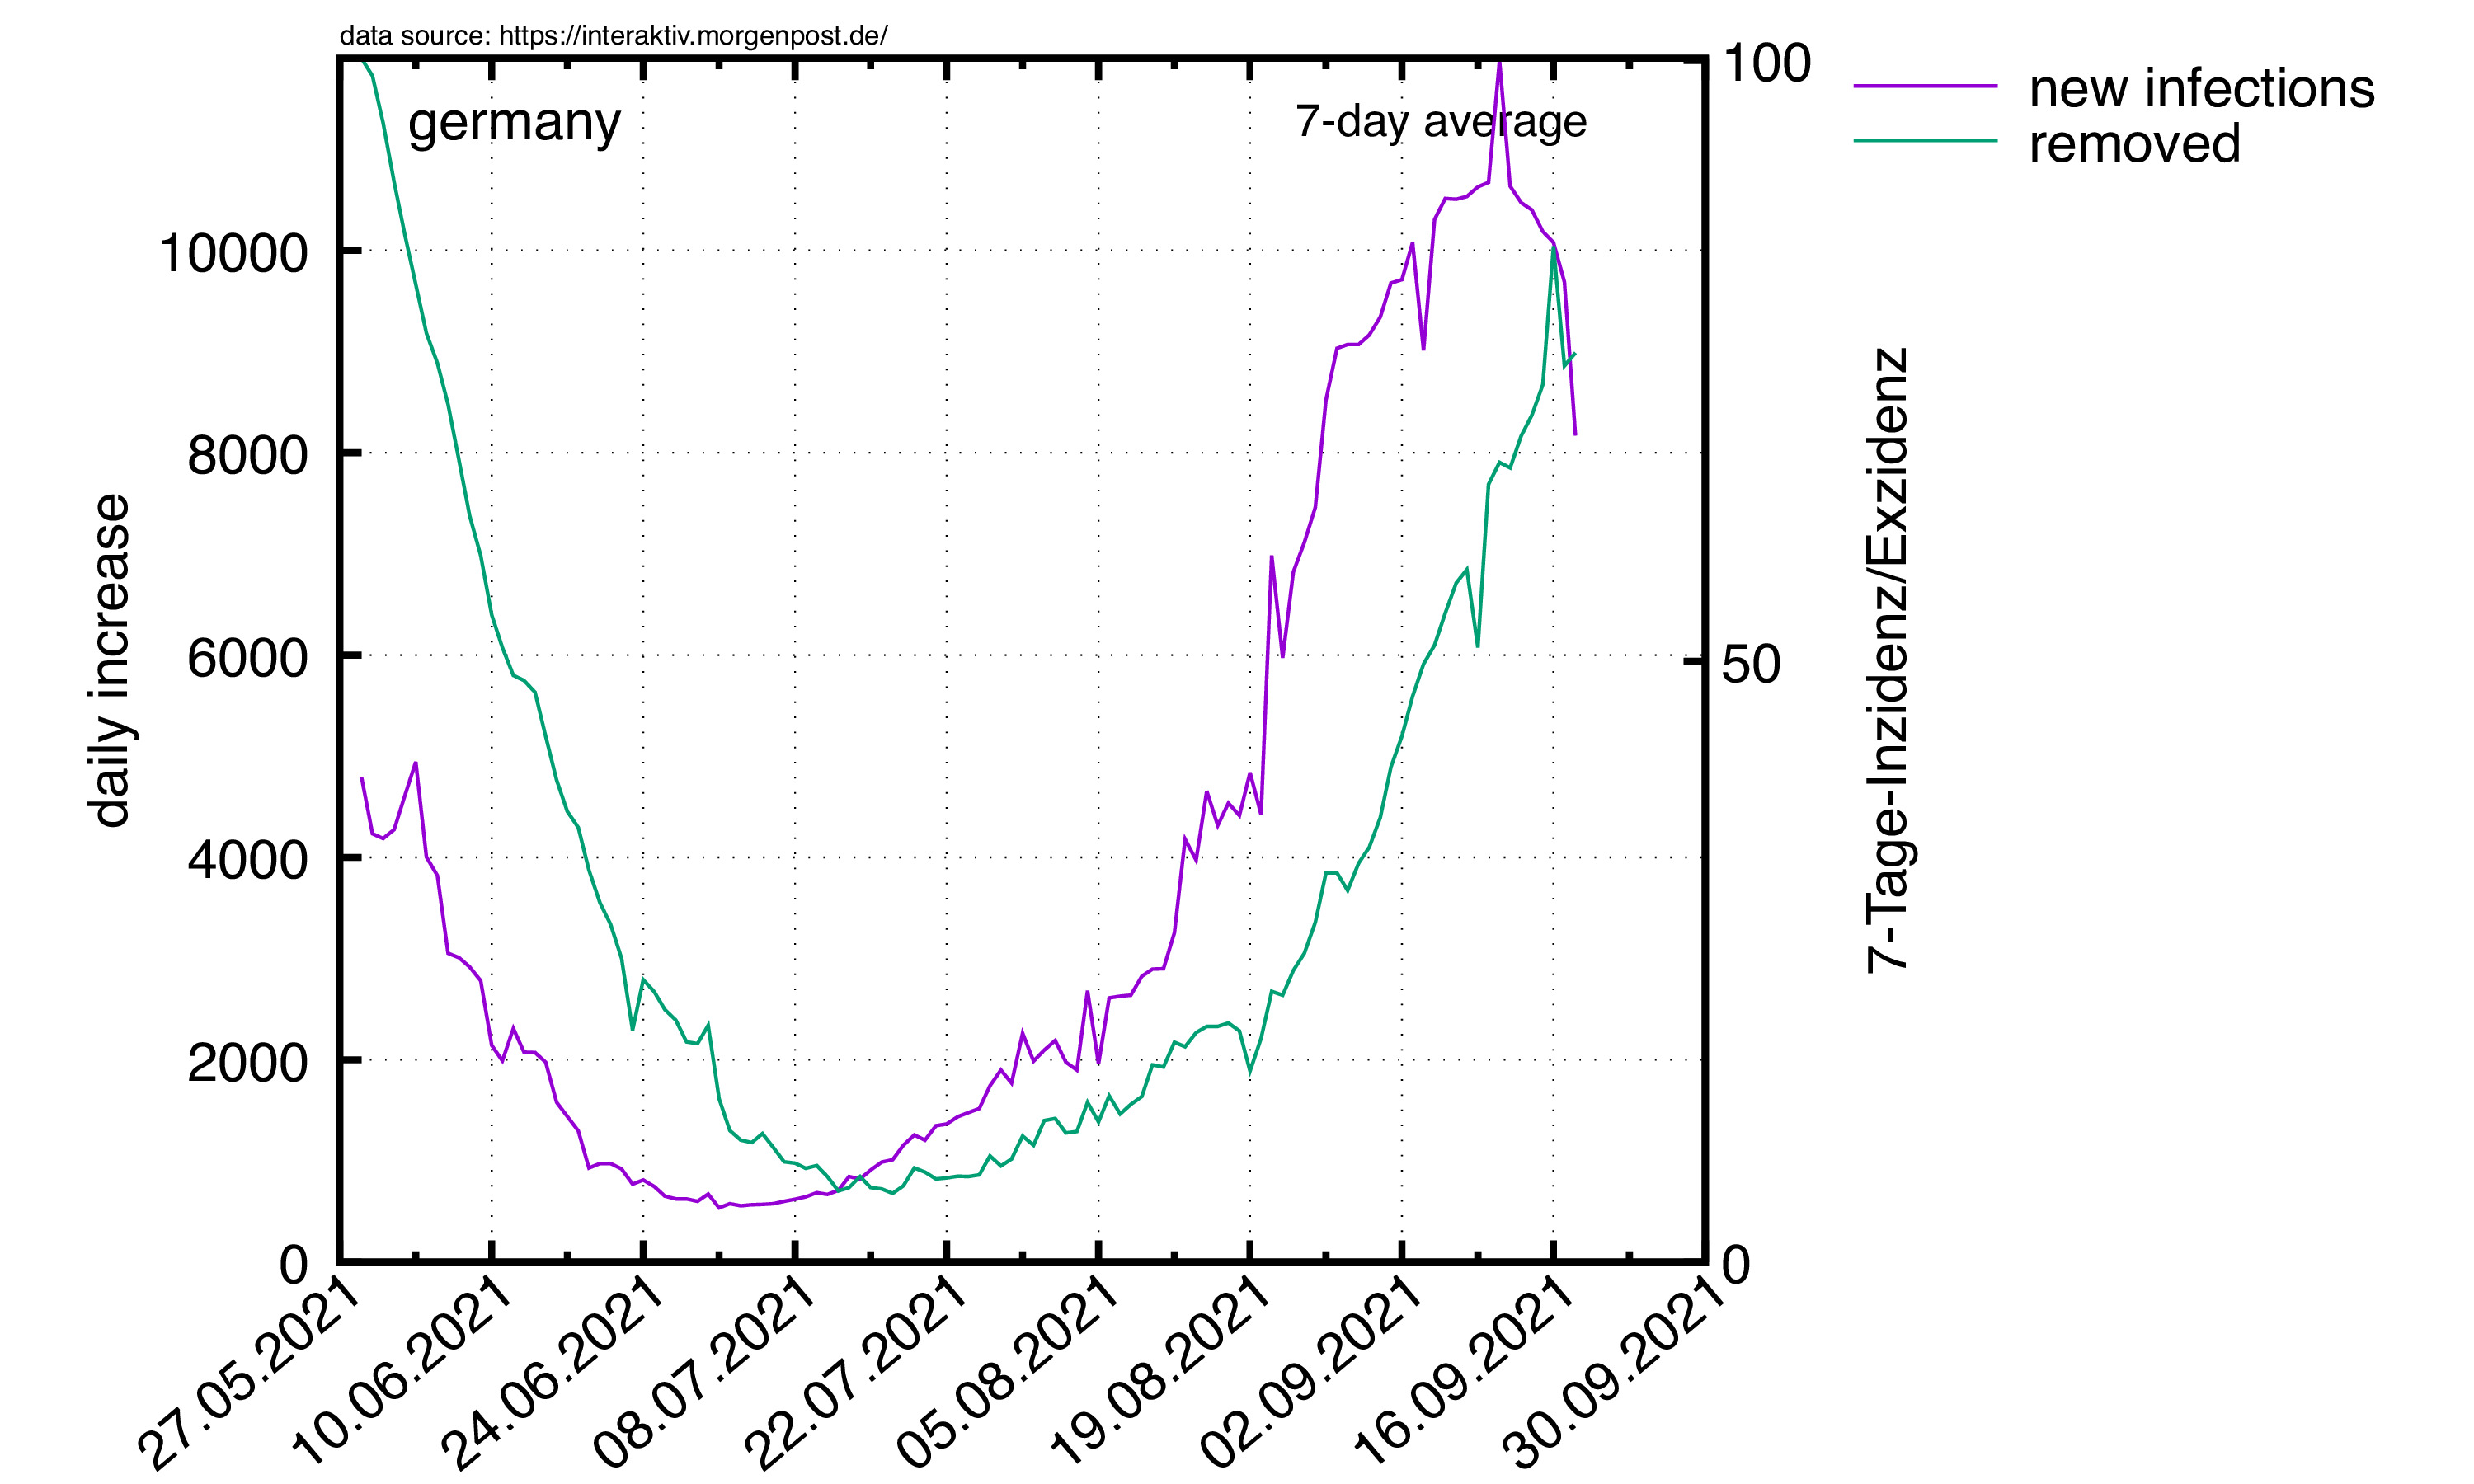 data source: https://interaktiv.morgenpost.de/
germany
7-day average
new infections
removed
daily increase
10000
8000
6000
4000
2000
0
100
50
0
7-Tage-Inzidenz/Exzidenz
27.05.2021
10.06.2021
24.06.2021
08.07.2021
22.07.2021
05.08.2021
19.08.2021
02.09.2021
16.09.2021
30.09.2021